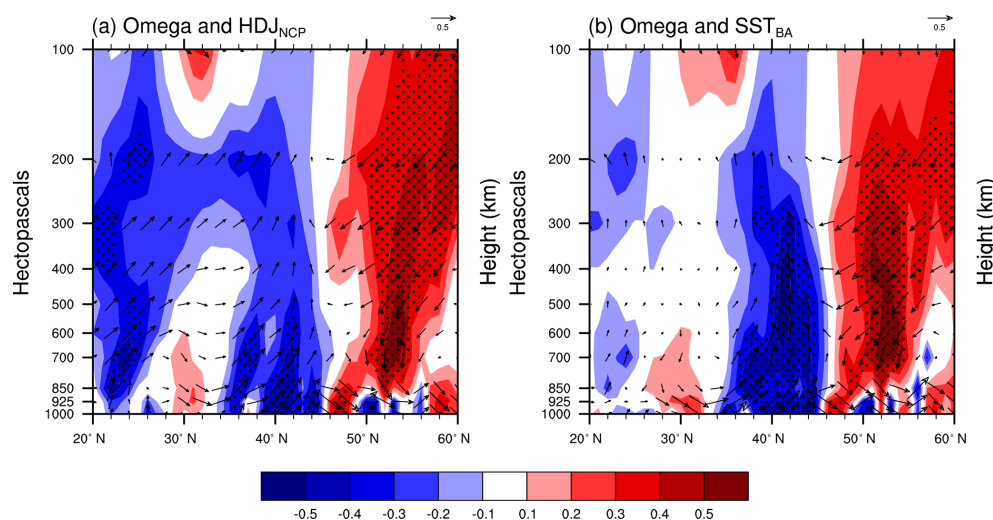 (a) Omega and HDJNCP
0.5
(b) Omega and SSTBA
0.5
100
200
300
400
500
600
700
850
925
1000
Hectopascals
Height (km)
20° N
30° N
40° N
50° N
60° N
100
200
300
400
500
600
700
850
925
1000
Hectopascals
Height (km)
20° N
30° N
40° N
50° N
60° N
-0.5 -0.4 -0.3 -0.2 -0.1 0.1 0.2 0.3 0.4 0.5